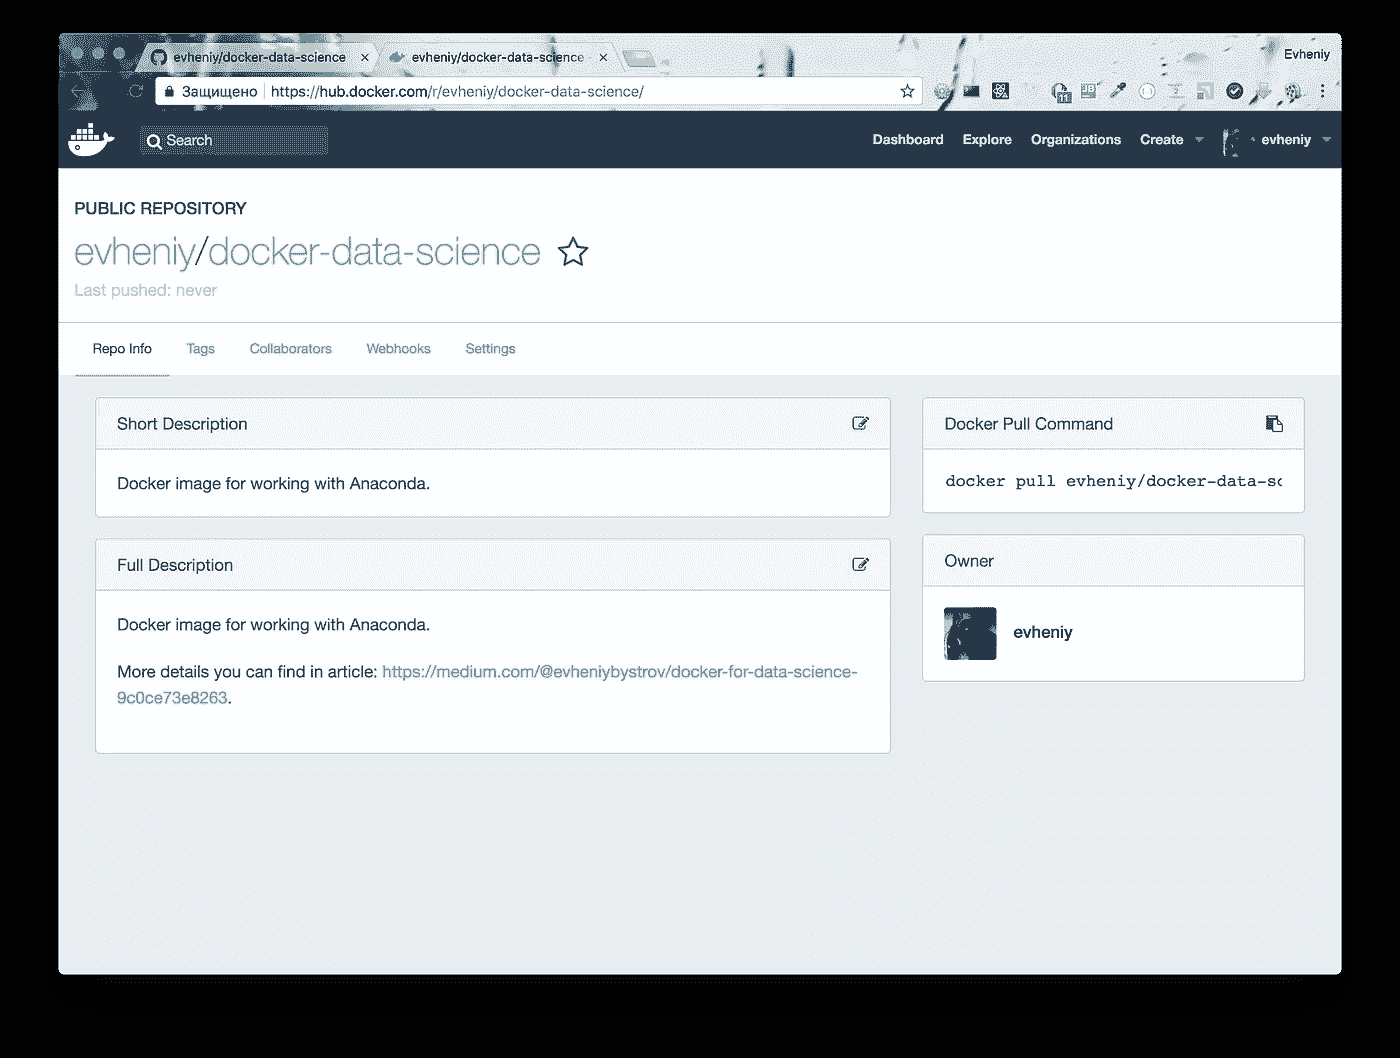 evheniy/docker-data-science
evheniy/docker-data-science
Evheniy
Защищено https://hub.docker.com/r/evheniy/docker-data-science/
Search
Dashboard
Explore
Organizations
Create
evheniy
PUBLIC REPOSITORY
evheniy/docker-data-science
Last pushed: never
Repo Info
Tags
Collaborators
Webhooks
Settings
Short Description
Docker image for working with Anaconda.
Full Description
Docker image for working with Anaconda.
More details you can find in article: https://medium.com/@evheniybystrov/docker-for-data-science-
9c0ce73e8263.
Docker Pull Command
docker pull evheniy/docker-data-sc
Owner
evheniy